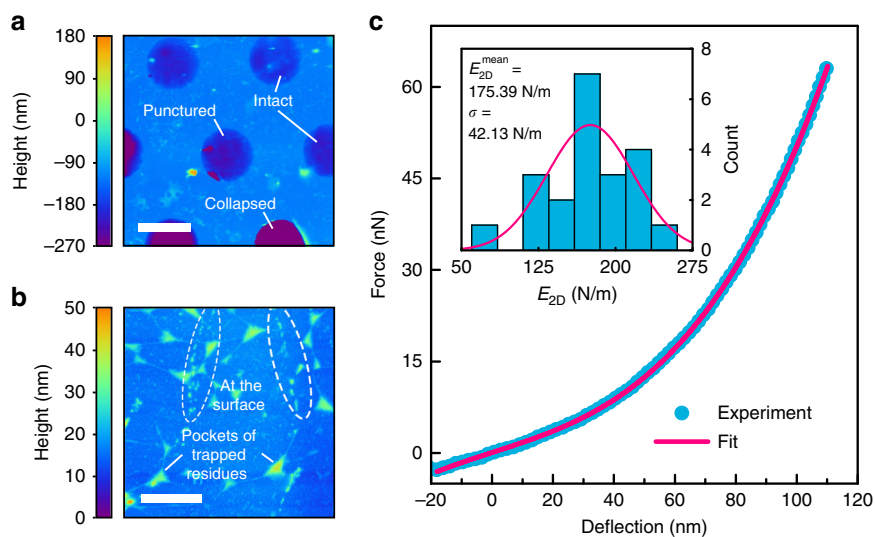 a
180
90
0
−90
−180
−270
Height (nm)
Punctured
Intact
Collapsed
b
50
40
30
20
10
0
Height (nm)
At the
surface
Pockets of
trapped
residues
c
60
45
30
15
0
Force (nN)
−20
0
20
40
60
80
100
120
Deflection (nm)
Experiment
Fit
E2D^mean =
175.39 N/m
σ =
42.13 N/m
8
6
4
2
0
Count
50
125
200
275
E2D (N/m)